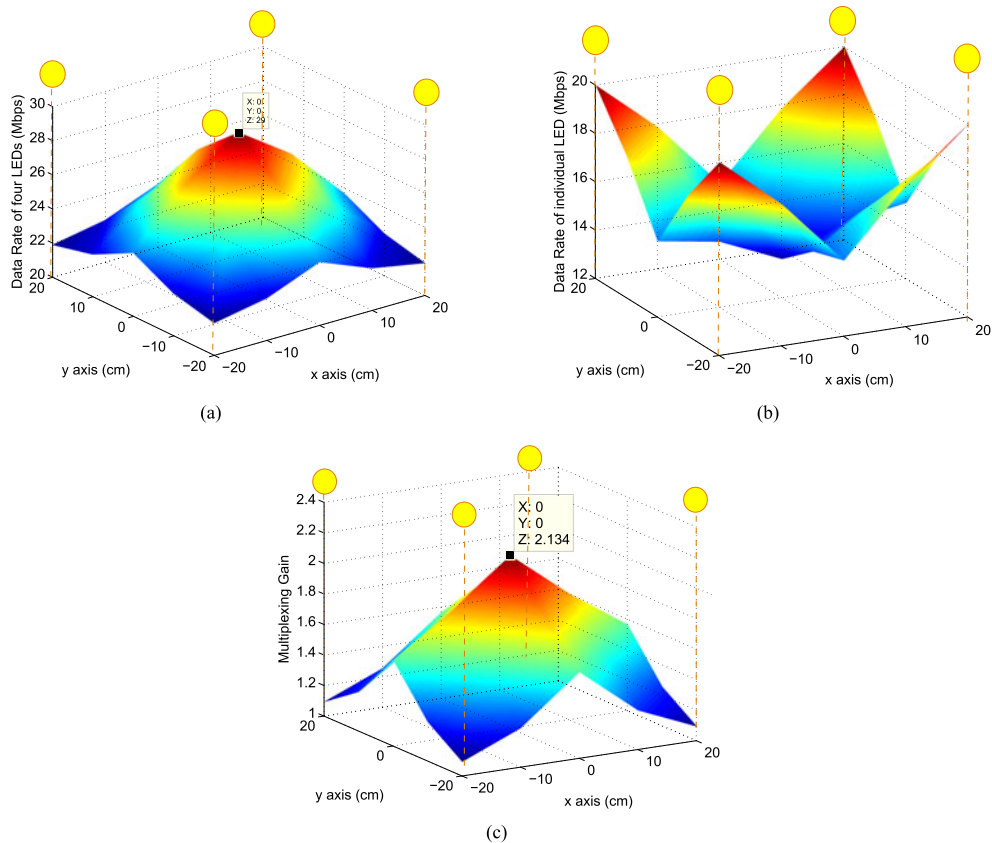 X: 0
Y: 0
Z: 29
Data Rate of four LEDs (Mbps)
30
28
26
24
22
20
20
10
0
−10
−20
y axis (cm)
−20
−10
0
10
20
x axis (cm)
(a)
Data Rate of individual LED (Mbps)
20
18
16
14
12
20
0
−20
y axis (cm)
−20
−10
0
10
20
x axis (cm)
(b)
X: 0
Y: 0
Z: 2.134
Multiplexing Gain
2.4
2.2
2
1.8
1.6
1.4
1.2
1
20
0
−20
y axis (cm)
−20
−10
0
10
20
x axis (cm)
(c)